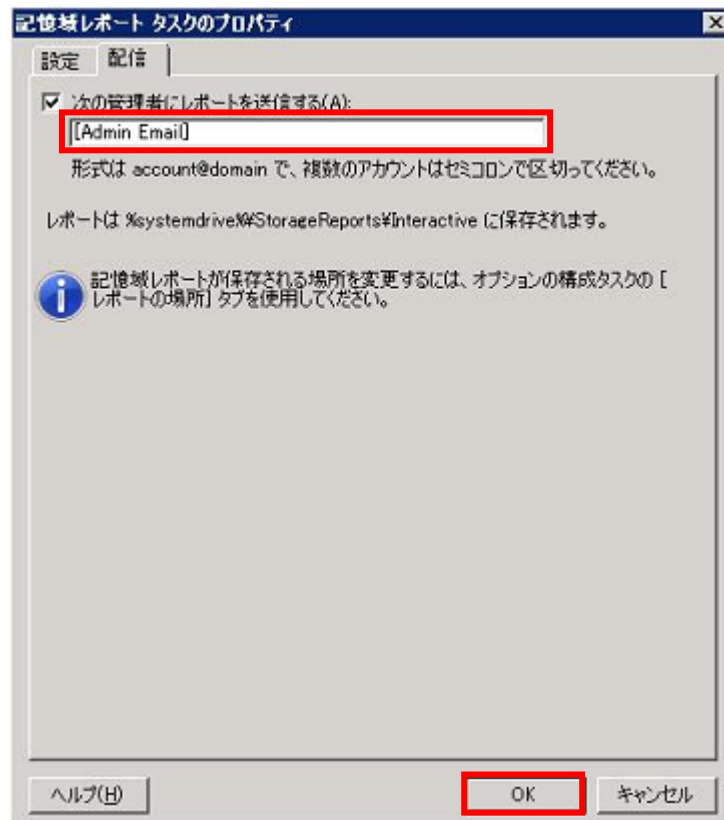 記憶域レポート タスクのプロパティ
設定 配信
次の管理者にレポートを送信する(A):
[Admin Email]
形式は account@domain で、複数のアカウントはセミコロンで区切ってください。
レポートは %systemdrive%¥StorageReports¥Interactive に保存されます。
記憶域レポートが保存される場所を変更するには、オプションの構成タスクの [
レポートの場所] タブを使用してください。
ヘルプ(H) OK キャンセル